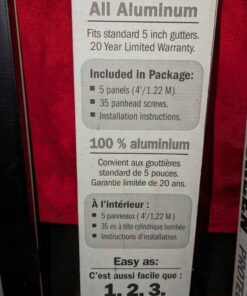 All Aluminum
Fits standard 5 inch gutters.
20 Year Limited Warranty.
Included in Package:
▪ 5 panels (4'/1.22 M).
▪ 35 panhead screws.
▪ Installation instructions.
100 % aluminium
Convient aux gouttières
standard de 5 pouces.
Garantie limitée de 20 ans.
À l'intérieur :
▪ 5 panneaux ( 4'/1,22 M)
▪ 35 vis à tête cylindrique bombée
▪ Instructions d'installation
Easy as:
C'est aussi facile que :
1, 2, 3.